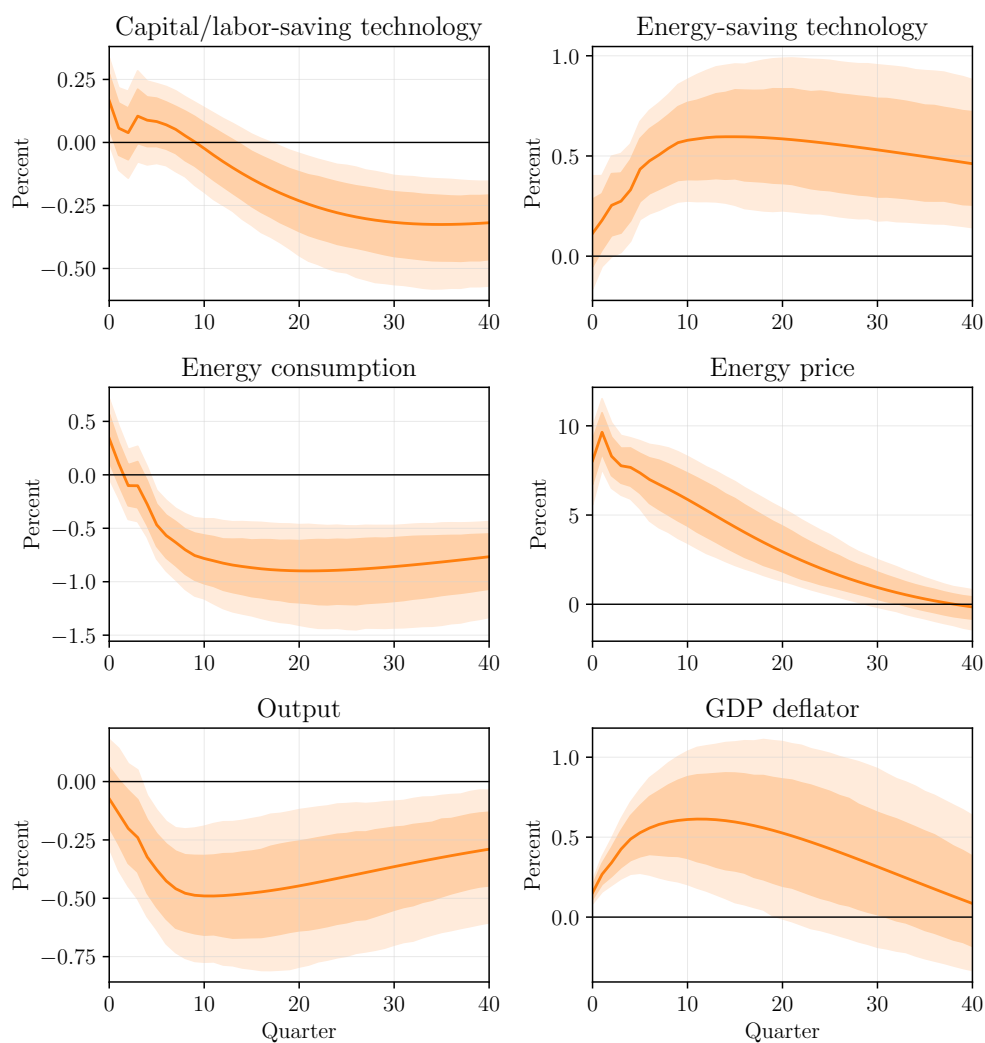 Capital/labor-saving technology
Percent
0.25
0.00
−0.25
−0.50
0 10 20 30 40
Energy-saving technology
Percent
1.0
0.5
0.0
0 10 20 30 40
Energy consumption
Percent
0.5
0.0
−0.5
−1.0
−1.5
0 10 20 30 40
Energy price
Percent
10
5
0
0 10 20 30 40
Output
Percent
0.00
−0.25
−0.50
−0.75
0 10 20 30 40
Quarter
GDP deflator
Percent
1.0
0.5
0.0
0 10 20 30 40
Quarter